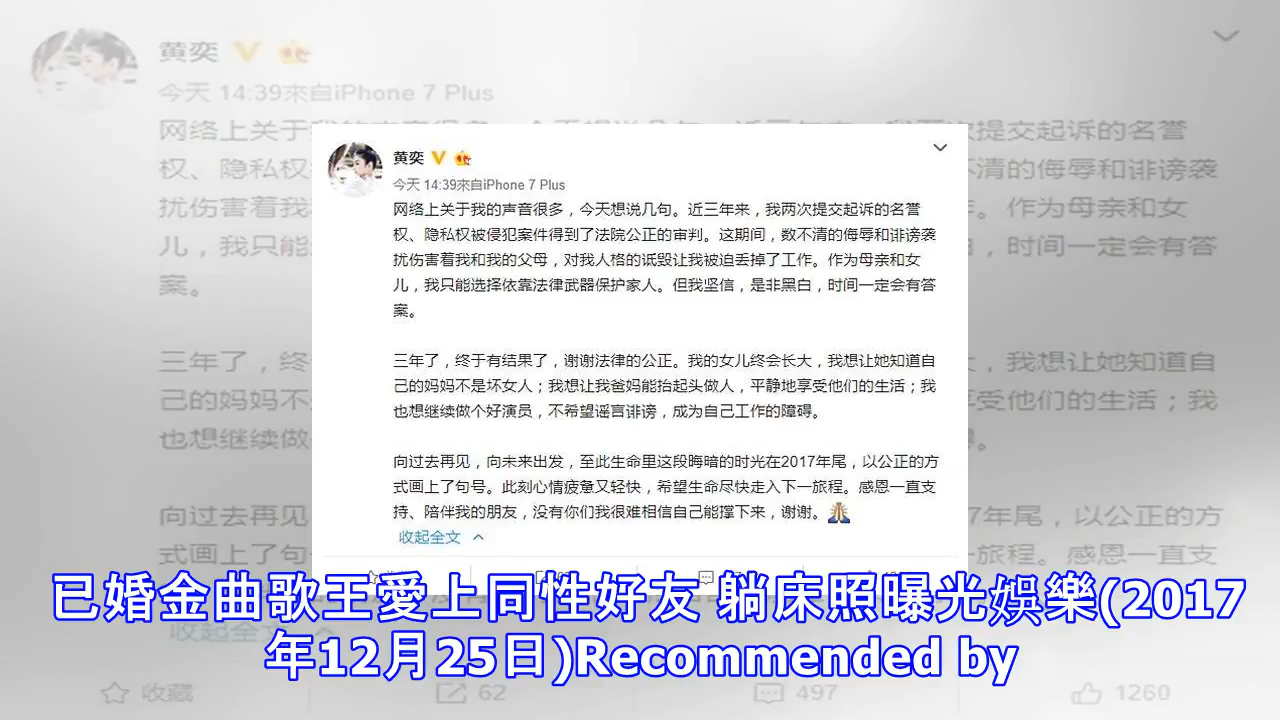 黄奕
今天 14:39來自iPhone 7 Plus
网络上关于我的声音很多，今天想说几句。近三年来，我两次提交起诉的名誉
权、隐私权被侵犯案件得到了法院公正的审判。这期间，数不清的侮辱和诽谤袭
扰伤害着我和我的父母，对我人格的诋毁让我被迫丢掉了工作。作为母亲和女
儿，我只能选择依靠法律武器保护家人。但我坚信，是非黑白，时间一定会有答
案。
三年了，终于有结果了，谢谢法律的公正。我的女儿终会长大，我想让她知道自
己的妈妈不是坏女人；我想让我爸妈能抬起头做人，平静地享受他们的生活；我
也想继续做个好演员，不希望谣言诽谤，成为自己工作的障碍。
向过去再见，向未来出发，至此生命里这段晦暗的时光在2017年尾，以公正的方
式画上了句号。此刻心情疲惫又轻快，希望生命尽快走入下一旅程。感恩一直支
持、陪伴我的朋友，没有你们我很难相信自己能撑下来，谢谢。🙏
收起全文
已婚金曲歌王愛上同性好友 躺床照曝光娛樂(2017
年12月25日)Recommended by
收藏 62 497 1260